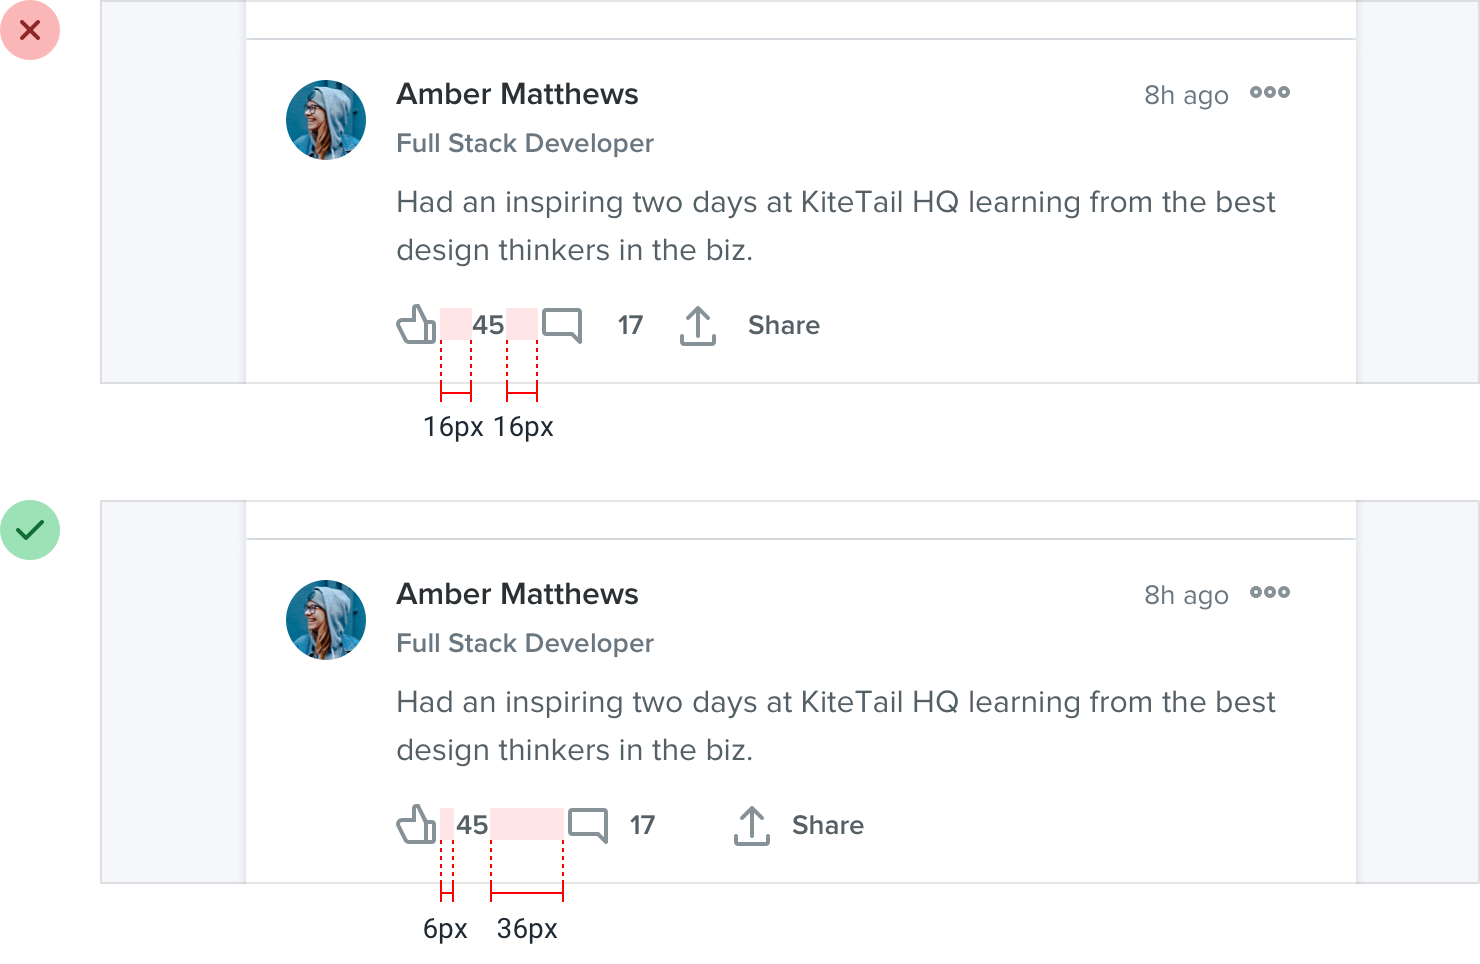 Amber Matthews
8h ago
Full Stack Developer
Had an inspiring two days at KiteTail HQ learning from the best
design thinkers in the biz.
45 17 Share
16px 16px
Amber Matthews
8h ago
Full Stack Developer
Had an inspiring two days at KiteTail HQ learning from the best
design thinkers in the biz.
45 17 Share
6px 36px